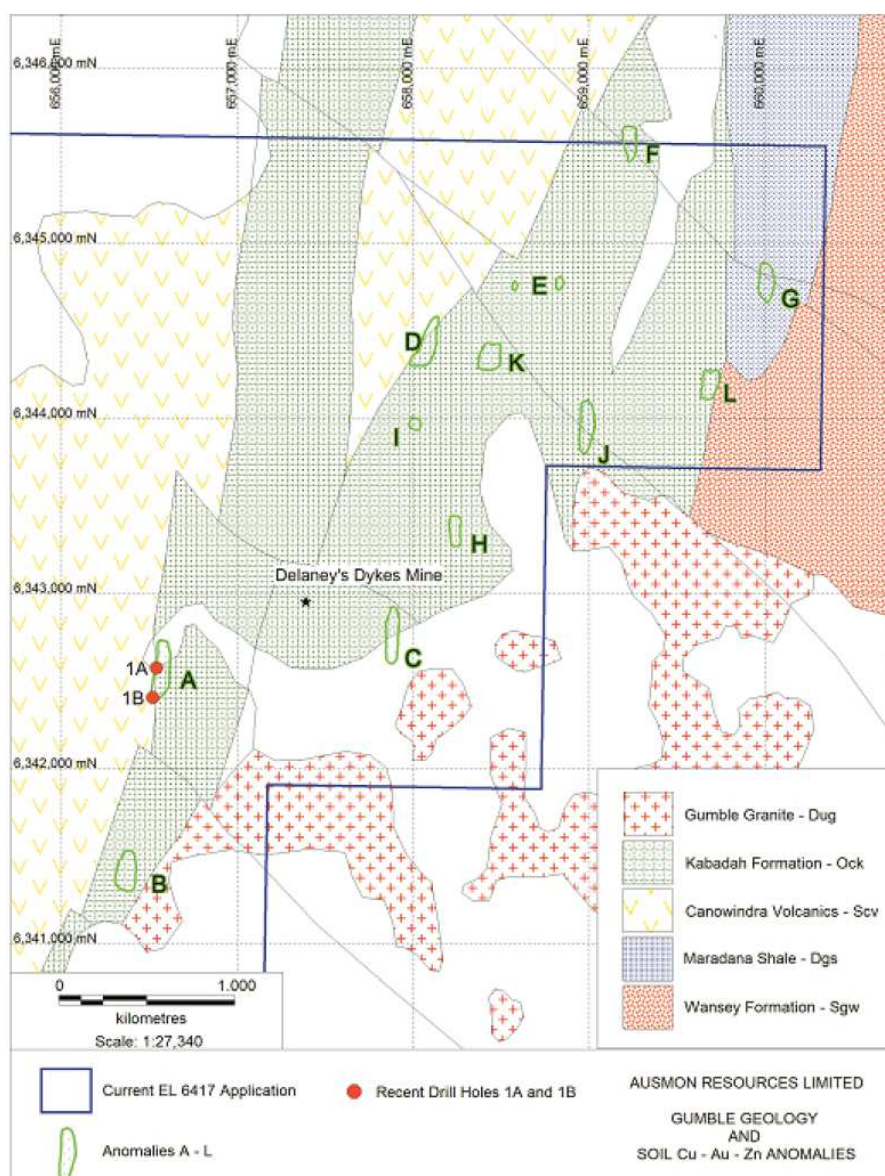 656,000 mE
657,000 mE
658,000 mE
659,000 mE
660,000 mE
6,346,000 mN
F
6,345,000 mN
E
G
D
K
L
6,344,000 mN
I
J
H
Delaney's Dykes Mine
6,343,000 mN
C
1A
A
1B
6,342,000 mN
B
6,341,000 mN
0 1.000
kilometres
Scale: 1:27,340
Gumble Granite - Dug
Kabadah Formation - Ock
Canowindra Volcanics - Scv
Maradana Shale - Dgs
Wansey Formation - Sgw
Current EL 6417 Application
Recent Drill Holes 1A and 1B
Anomalies A - L
AUSMON RESOURCES LIMITED
GUMBLE GEOLOGY
AND
SOIL Cu - Au - Zn ANOMALIES